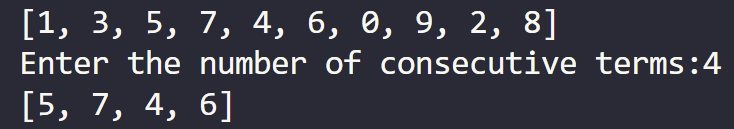 [1, 3, 5, 7, 4, 6, 0, 9, 2, 8]
Enter the number of consecutive terms:4
[5, 7, 4, 6]